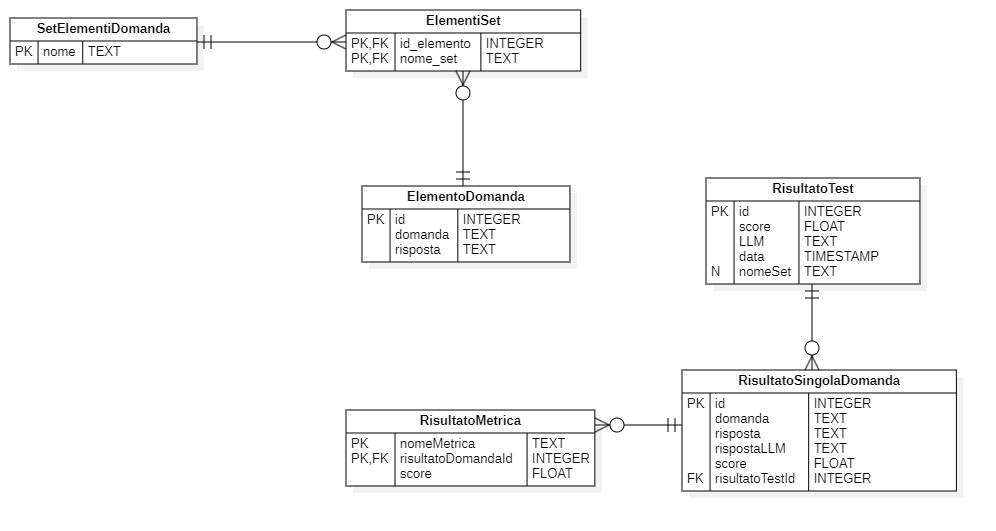 SetElementiDomanda
PK nome TEXT
ElementiSet
PK,FK id_elemento INTEGER
PK,FK nome_set TEXT
ElementoDomanda
PK id INTEGER
domanda TEXT
risposta TEXT
RisultatoTest
PK id INTEGER
score FLOAT
LLM TEXT
data TIMESTAMP
N nomeSet TEXT
RisultatoSingolaDomanda
PK id INTEGER
domanda TEXT
risposta TEXT
rispostaLLM TEXT
score FLOAT
FK risultatoTestId INTEGER
RisultatoMetrica
PK nomeMetrica TEXT
PK,FK risultatoDomandaId INTEGER
score FLOAT